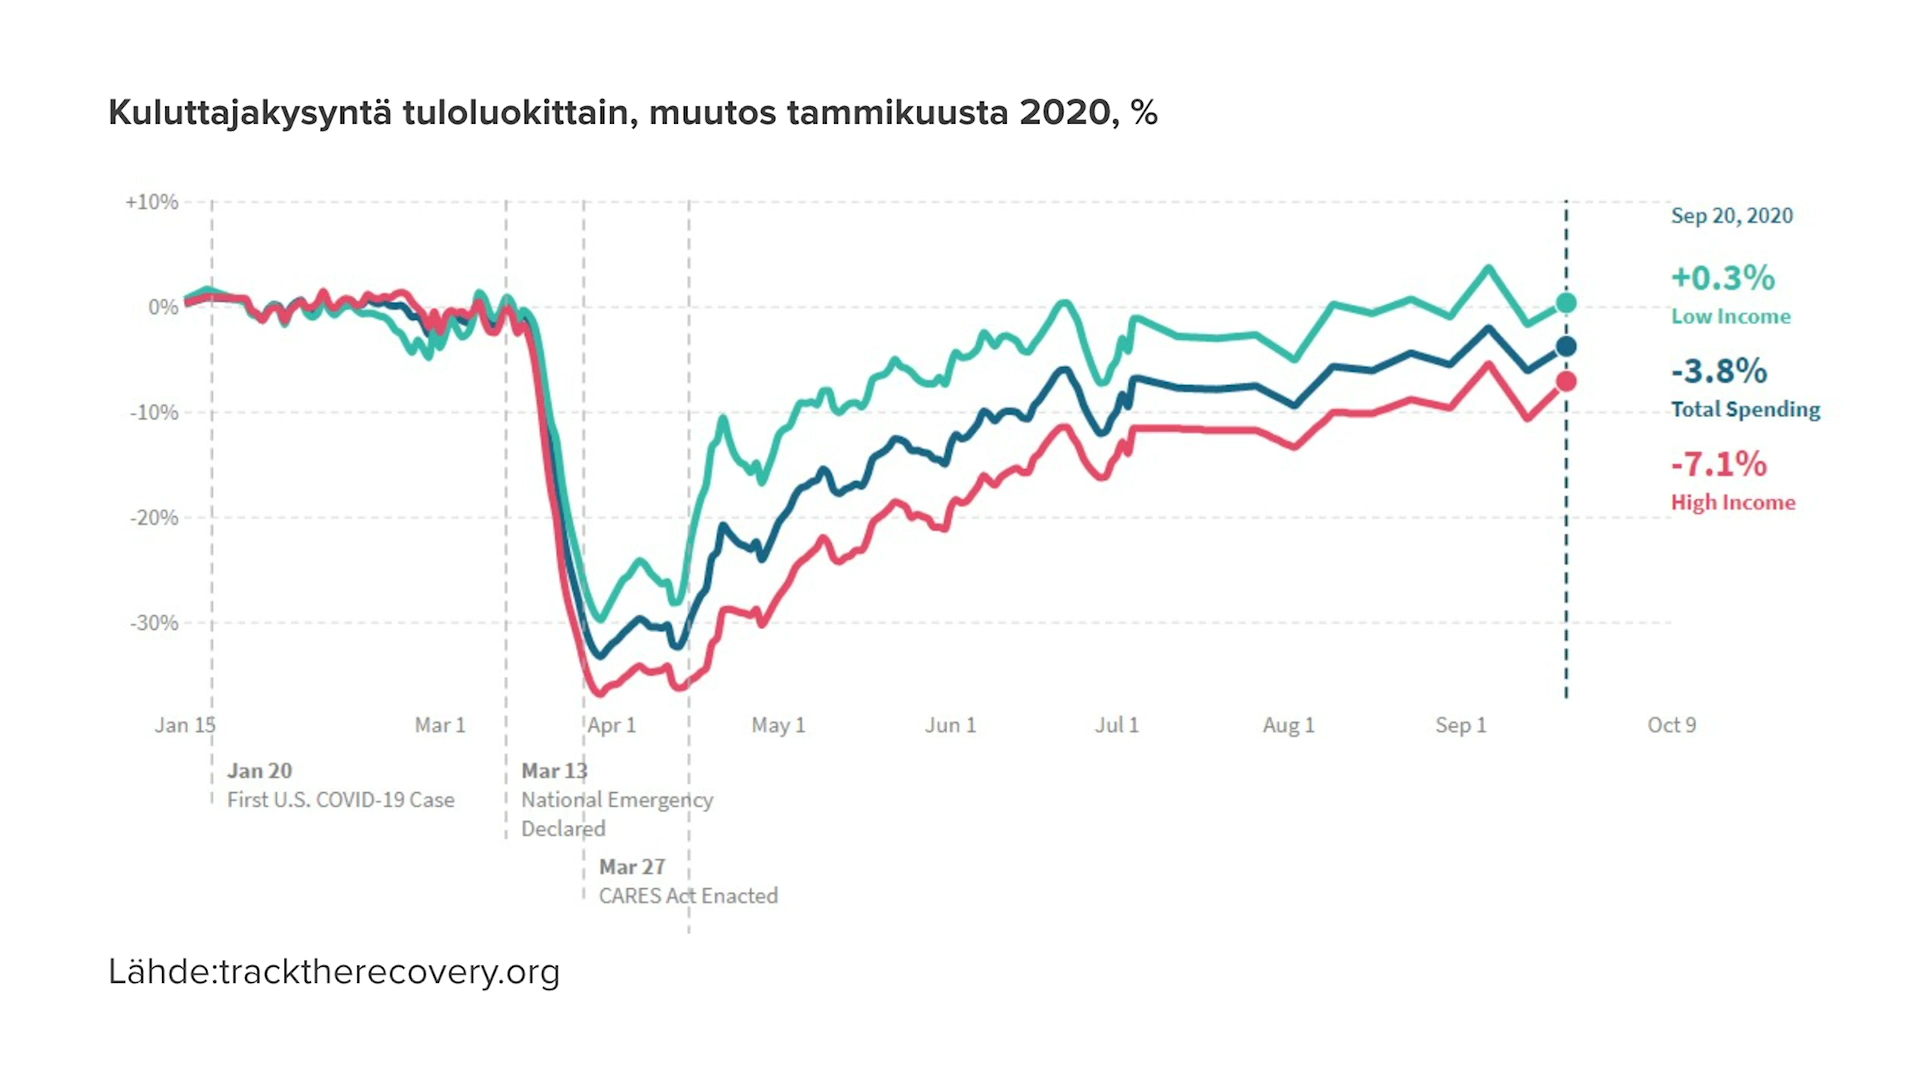 Kuluttajakysyntä tuloluokittain, muutos tammikuusta 2020, %
+10%
0%
-10%
-20%
-30%
Sep 20, 2020
+0.3%
Low Income
-3.8%
Total Spending
-7.1%
High Income
Jan 15 Mar 1 Apr 1 May 1 Jun 1 Jul 1 Aug 1 Sep 1 Oct 9
Jan 20
First U.S. COVID-19 Case
Mar 13
National Emergency
Declared
Mar 27
CARES Act Enacted
Lähde:tracktherecovery.org